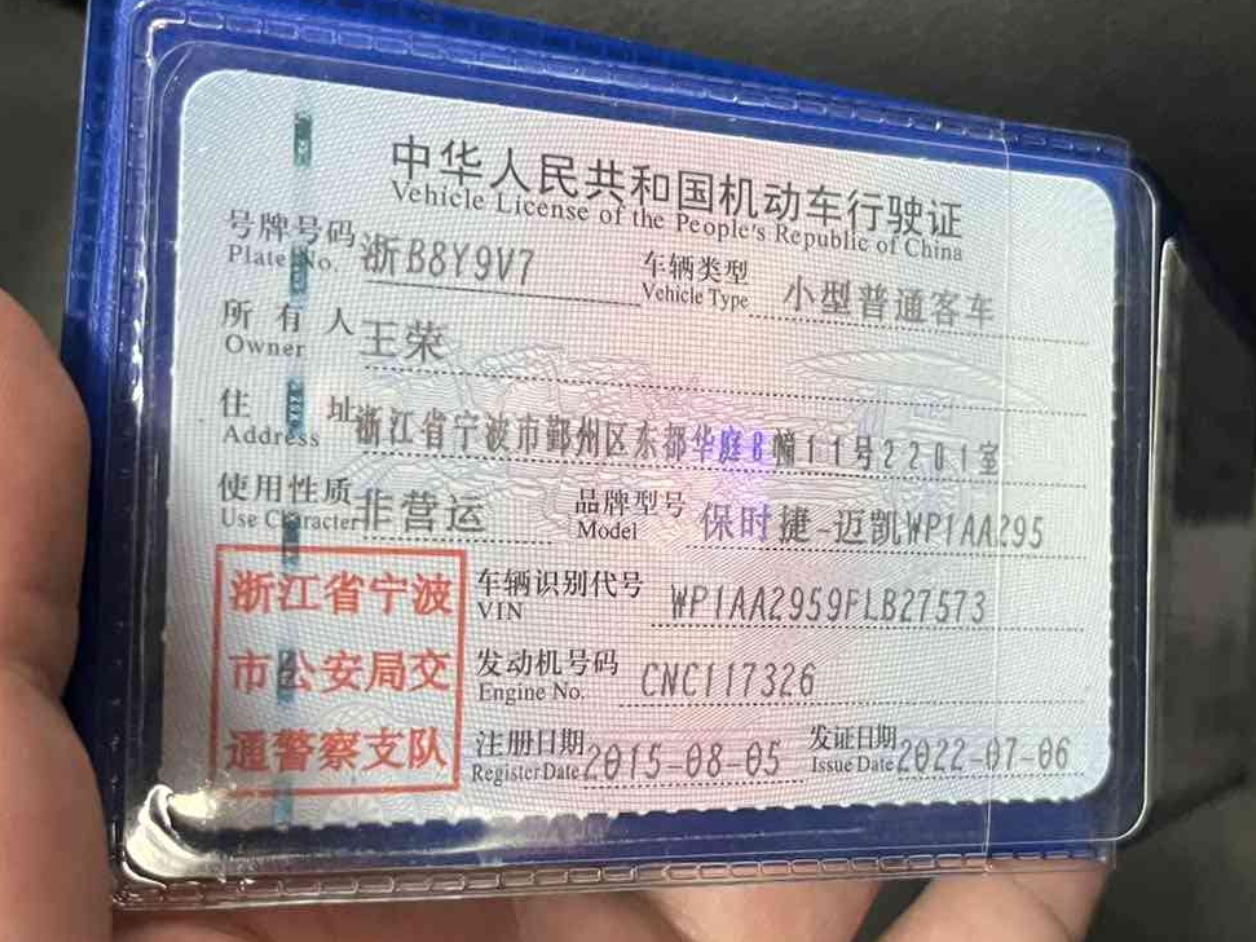 中华人民共和国机动车行驶证
Vehicle License of the People's Republic of China
号牌号码 浙B8Y9V7 车辆类型 小型普通客车
Plate No. Vehicle Type
所有人 王荣
Owner
住址 浙江省宁波市鄞州区东都华庭8幢11号2201室
Address
使用性质 非营运 品牌型号 保时捷-迈凯WP1AA295
Use Character Model
浙江省宁波
市公安局交
通警察支队
车辆识别代号 WP1AA2959FLB27573
VIN
发动机号码 CNC117326
Engine No.
注册日期 2015-08-05 发证日期 2022-07-06
Register Date Issue Date